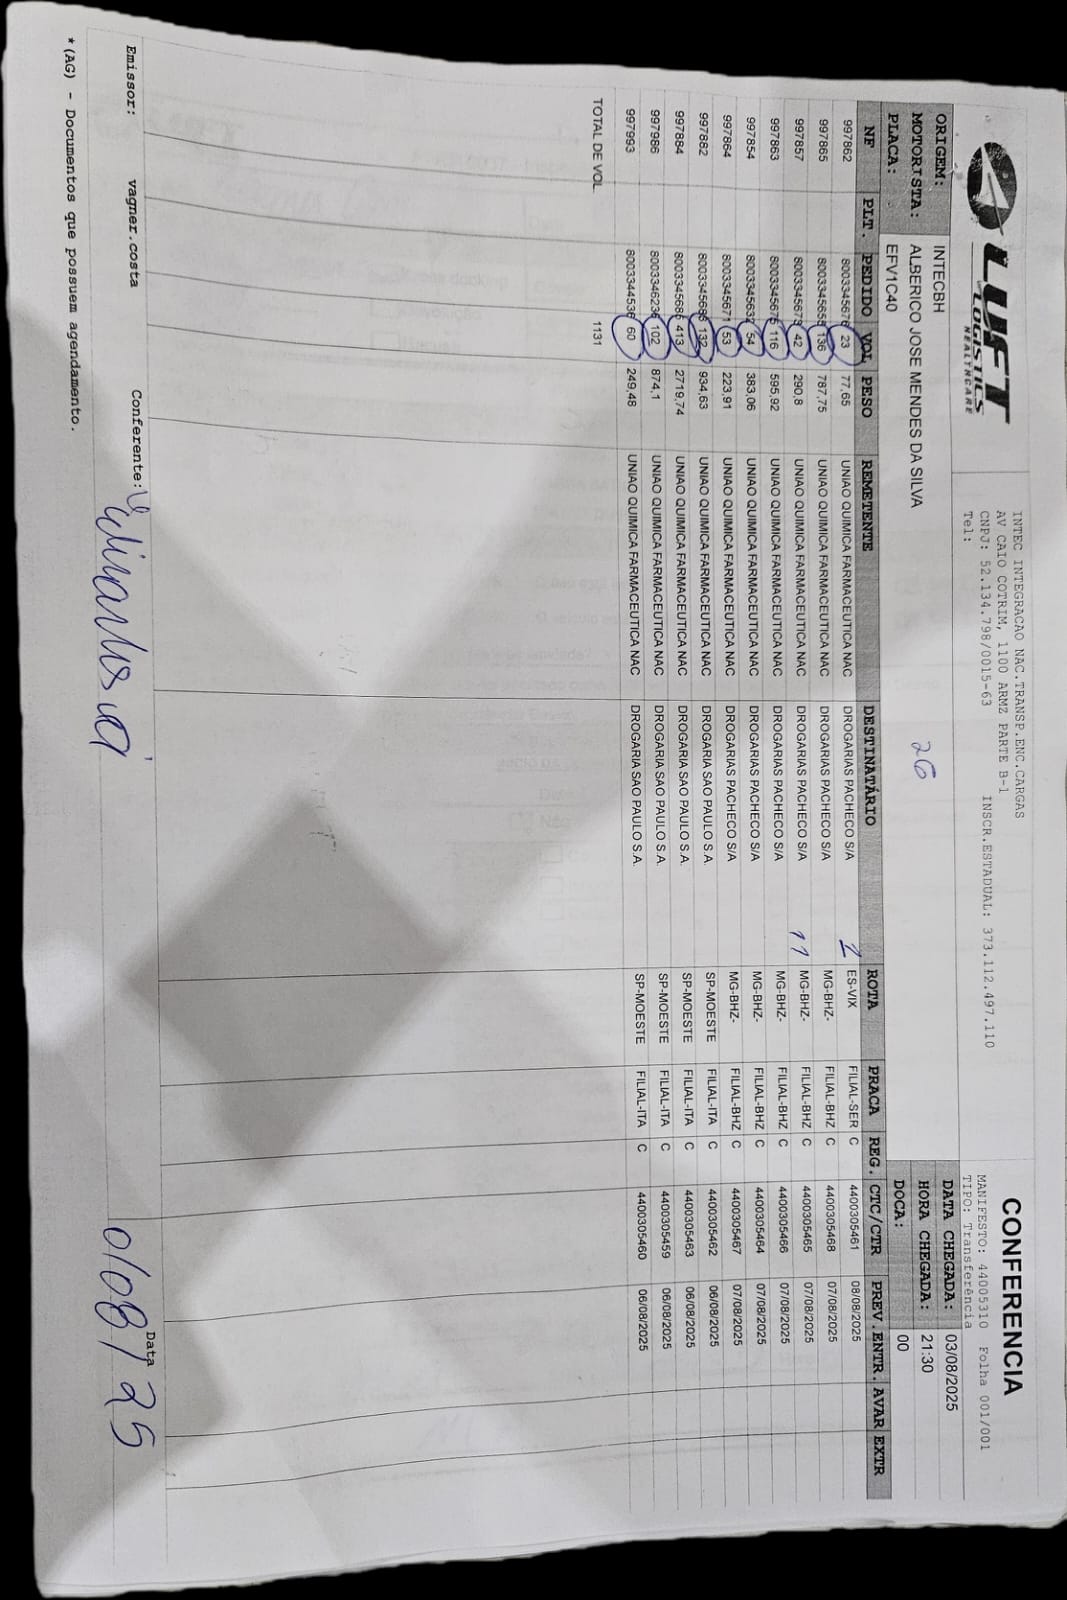 LUFT
LOGISTICS
HEALTHCARE
INTEC INTEGRACAO NAC.TRANSP.ENC.CARGAS
AV CAIO COTRIM, 1100 ARMZ PARTE B-1
CNPJ: 52.134.798/0015-63 INSCR.ESTADUAL: 373.112.497.110
Tel:
CONFERENCIA
MANIFESTO: 44005310 Folha 001/001
TIPO: Transferência
ORIGEM: INTECBH
MOTORISTA: ALBERICO JOSE MENDES DA SILVA
PLACA: EFV1C40
26
DATA CHEGADA: 03/08/2025
HORA CHEGADA: 21:30
DOCA: 00
NF PLT. PEDIDO VOL PESO REMETENTE DESTINATÁRIO ROTA PRACA REG. CTC/CTR PREV.ENTR. AVAR EXTR
997862 8003345676 23 77,65 UNIAO QUIMICA FARMACEUTICA NAC DROGARIAS PACHECO S/A 1 ES-VIX FILIAL-SER C 4400305461 08/08/2025
997865 8003345655 136 787,75 UNIAO QUIMICA FARMACEUTICA NAC DROGARIAS PACHECO S/A MG-BHZ- FILIAL-BHZ C 4400305468 07/08/2025
997857 8003345673 42 290,8 UNIAO QUIMICA FARMACEUTICA NAC DROGARIAS PACHECO S/A 11 MG-BHZ- FILIAL-BHZ C 4400305465 07/08/2025
997863 8003345675 116 595,92 UNIAO QUIMICA FARMACEUTICA NAC DROGARIAS PACHECO S/A MG-BHZ- FILIAL-BHZ C 4400305466 07/08/2025
997854 8003345632 54 383,06 UNIAO QUIMICA FARMACEUTICA NAC DROGARIAS PACHECO S/A MG-BHZ- FILIAL-BHZ C 4400305464 07/08/2025
997864 8003345671 53 223,91 UNIAO QUIMICA FARMACEUTICA NAC DROGARIAS PACHECO S/A MG-BHZ- FILIAL-BHZ C 4400305467 07/08/2025
997882 8003345688 132 934,63 UNIAO QUIMICA FARMACEUTICA NAC DROGARIA SAO PAULO S.A. SP-MOESTE FILIAL-ITA C 4400305462 06/08/2025
997884 8003345685 413 2719,74 UNIAO QUIMICA FARMACEUTICA NAC DROGARIA SAO PAULO S.A. SP-MOESTE FILIAL-ITA C 4400305463 06/08/2025
997986 8003346236 102 874,1 UNIAO QUIMICA FARMACEUTICA NAC DROGARIA SAO PAULO S.A. SP-MOESTE FILIAL-ITA C 4400305459 06/08/2025
997993 8003344536 60 249,48 UNIAO QUIMICA FARMACEUTICA NAC DROGARIA SAO PAULO S.A. SP-MOESTE FILIAL-ITA C 4400305460 06/08/2025
TOTAL DE VOL. 1131
Emissor: vagner.costa Conferente: Data
0/08/25
*(AG) - Documentos que possuem agendamento.